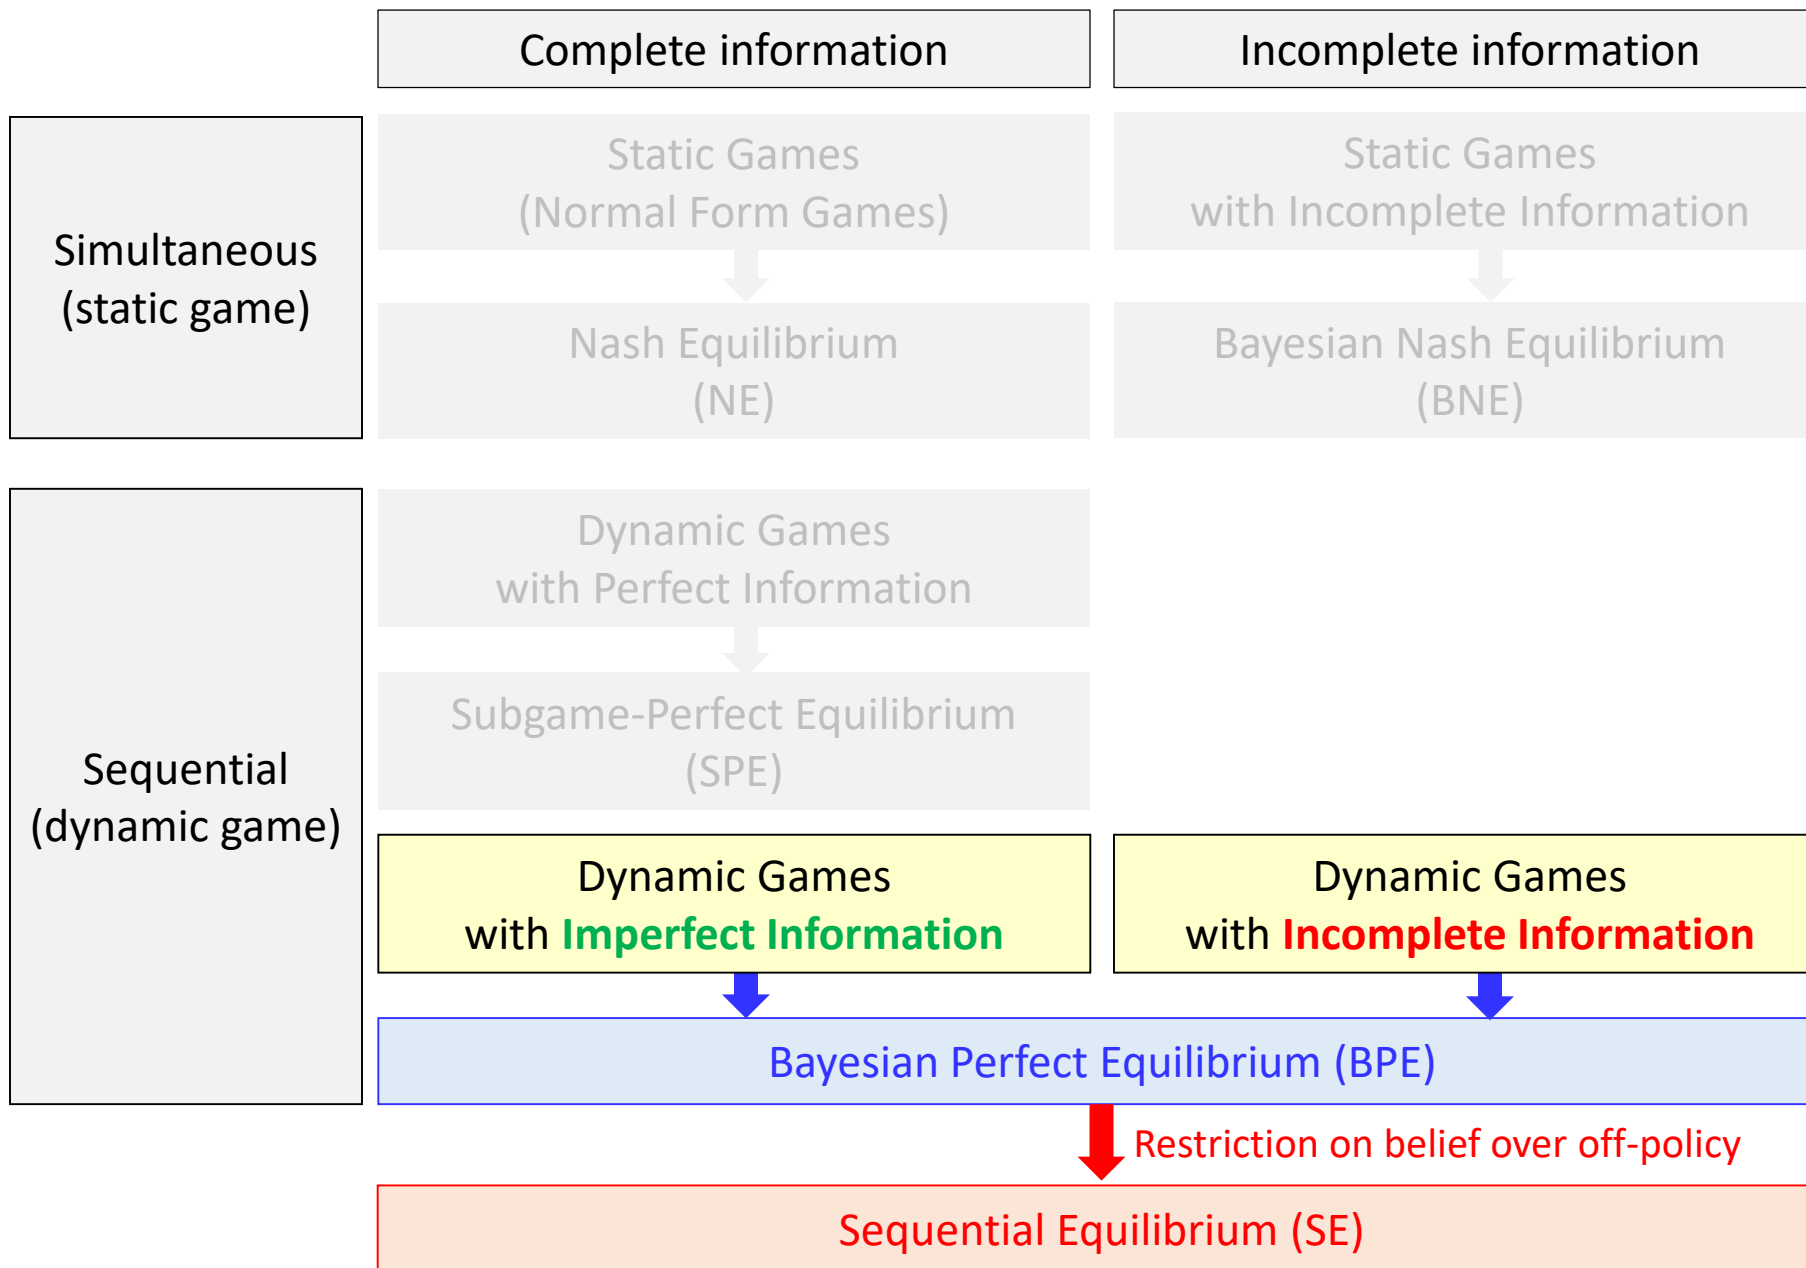 Complete information
Incomplete information
Simultaneous
(static game)
Static Games
(Normal Form Games)
Static Games
with Incomplete Information
Nash Equilibrium
(NE)
Bayesian Nash Equilibrium
(BNE)
Sequential
(dynamic game)
Dynamic Games
with Perfect Information
Subgame-Perfect Equilibrium
(SPE)
Dynamic Games
with Imperfect Information
Dynamic Games
with Incomplete Information
Bayesian Perfect Equilibrium (BPE)
Restriction on belief over off-policy
Sequential Equilibrium (SE)